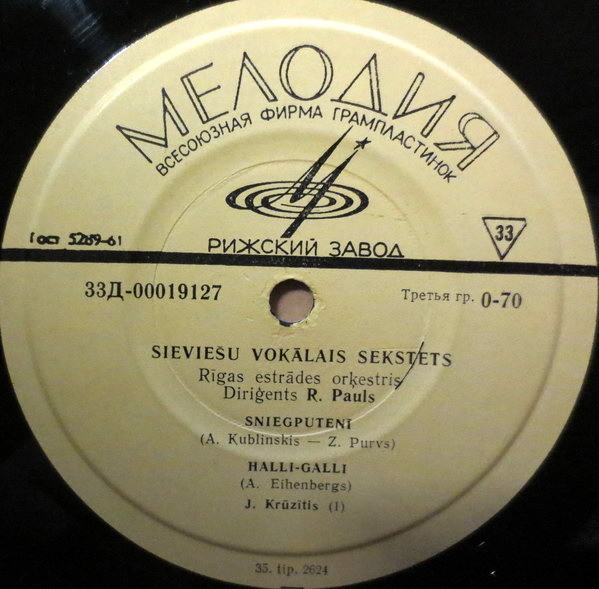 МЕЛОДИЯ
ВСЕСОЮЗНАЯ ФИРМА ГРАМПЛАСТИНОК
РИЖСКИЙ ЗАВОД
Гост 5289-61
33
33Д-00019127
Третья гр. 0-70
SIEVIEŠU VOKĀLAIS SEKSTETS
Rīgas estrādes orķestris
Diriģents R. Pauls
SNIEGPUTENĪ
(A. Kublinskis — Z. Purvs)
HALLI-GALLI
(A. Eihenbergs)
J. Krūzītis (1)
35. tip. 2624